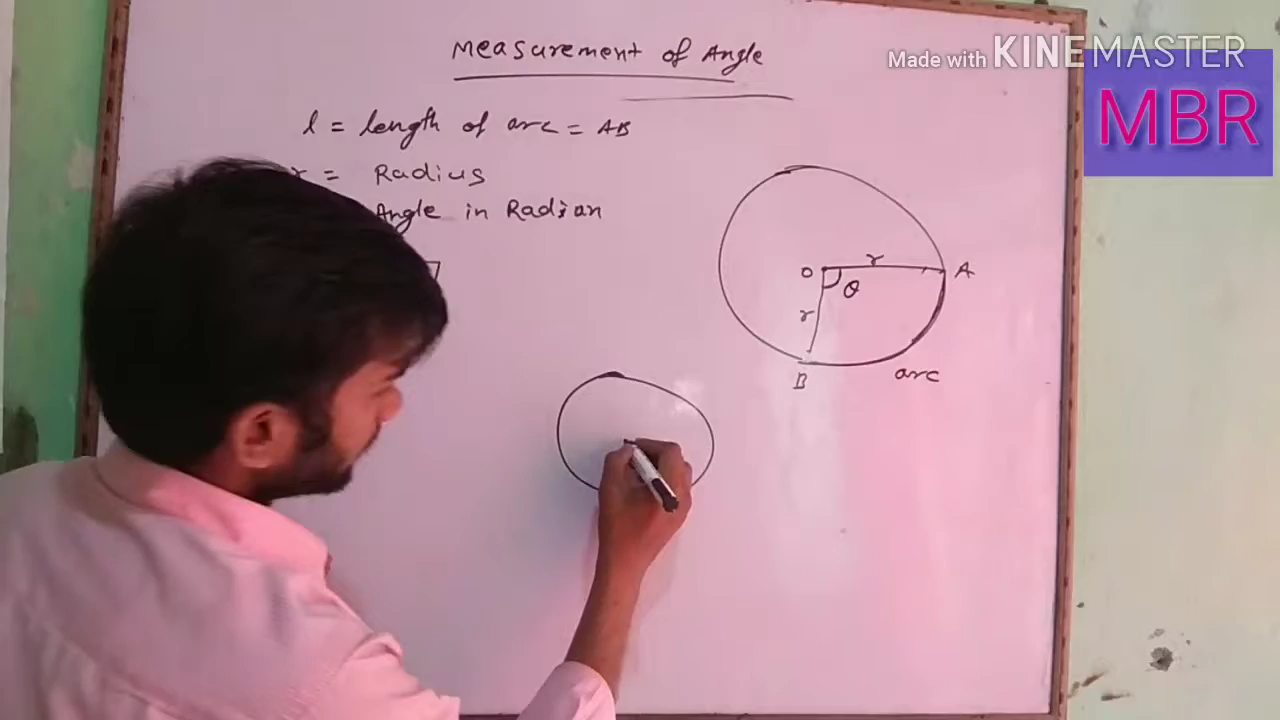 Measurement of Angle
Made with KINEMASTER
MBR
l = length of arc = AB
r = Radius
Angle in Radian
O r A
θ
r
B arc